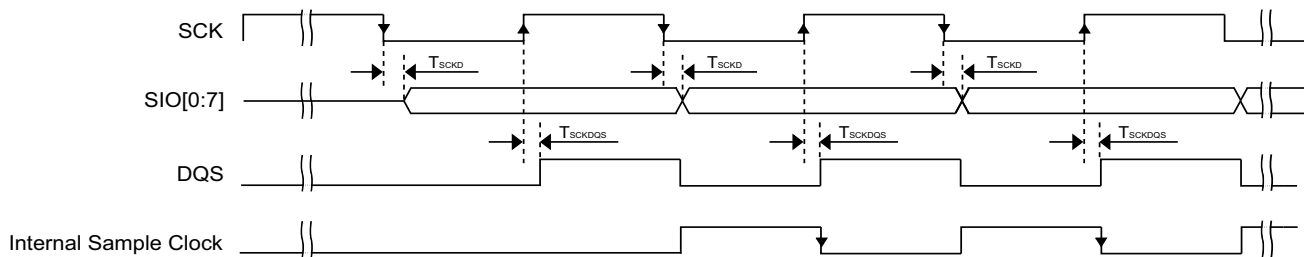 SCK
TSCKD TSCKD TSCKD
SIO[0:7]
TSCKDQS TSCKDQS TSCKDQS
DQS
Internal Sample Clock